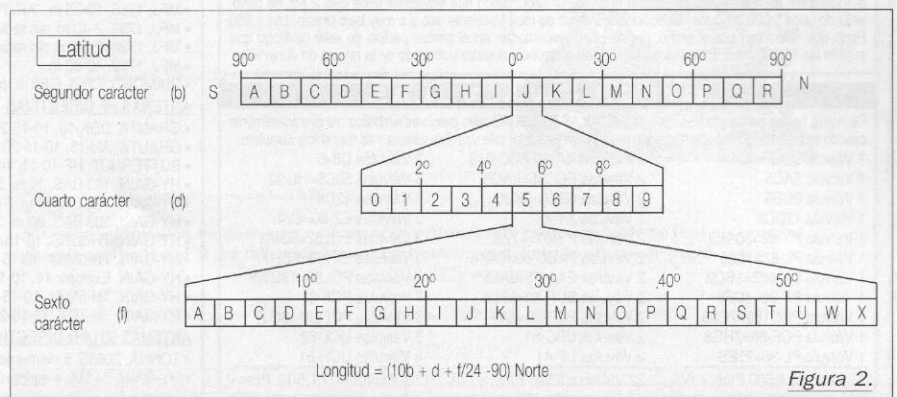 Latitud
90º 60º 30º 0º 30º 60º 90º
Segundor carácter (b) S A B C D E F G H I J K L M N O P Q R N
2º 4º 6º 8º
Cuarto carácter (d) 0 1 2 3 4 5 6 7 8 9
10º 20º 30º 40º 50º
Sexto carácter (f) A B C D E F G H I J K L M N O P Q R S T U W X
Longitud = (10b + d + f/24 -90) Norte
Figura 2.